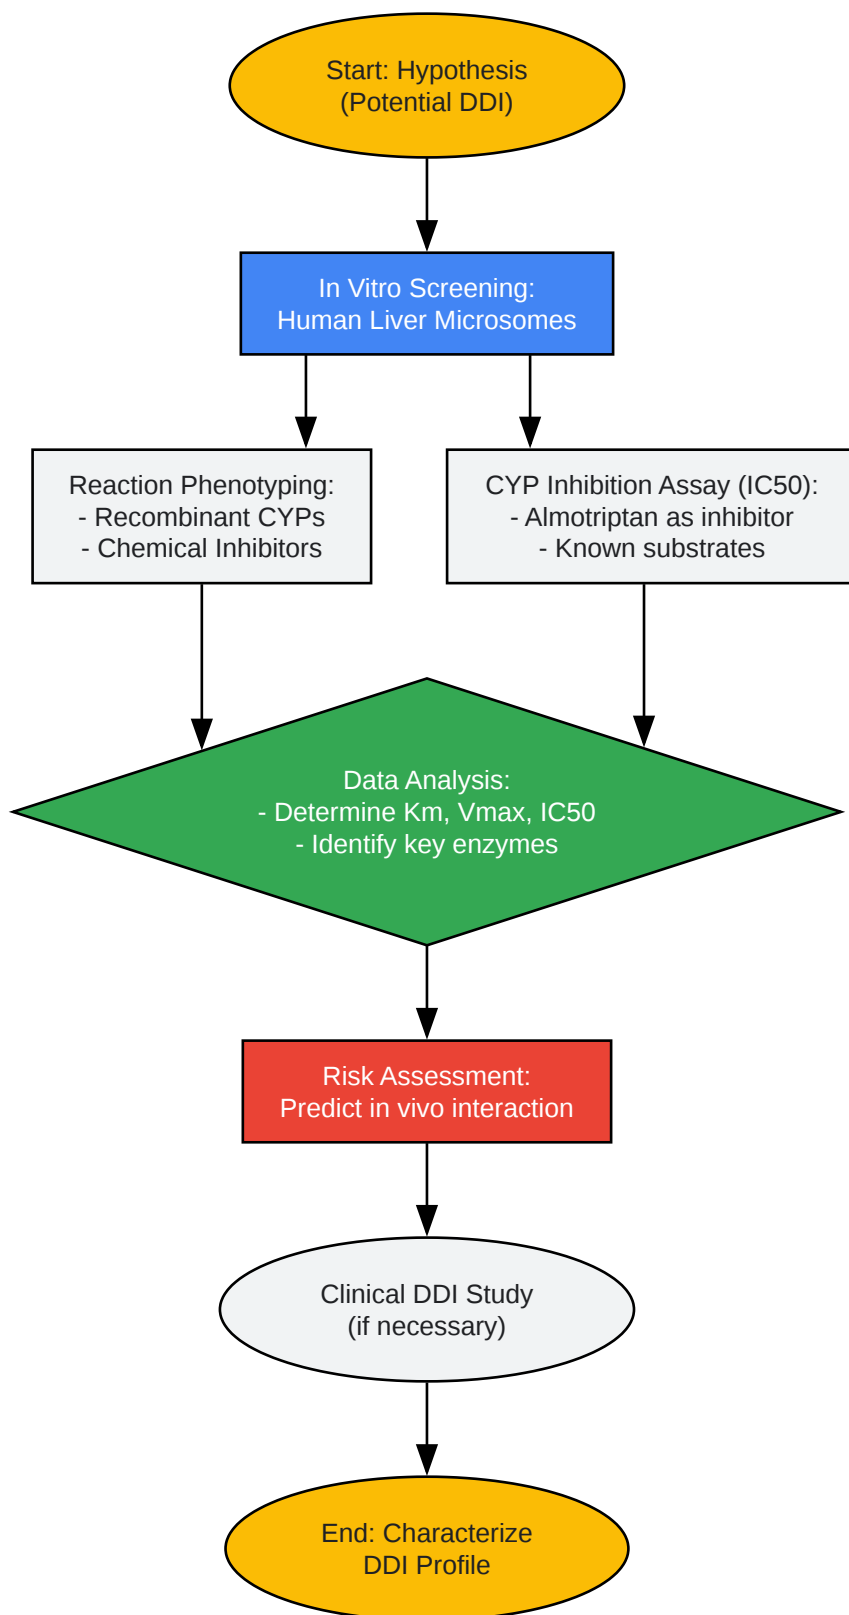 Start: Hypothesis
(Potential DDI)
In Vitro Screening:
Human Liver Microsomes
Reaction Phenotyping:
- Recombinant CYPs
- Chemical Inhibitors
CYP Inhibition Assay (IC50):
- Almotriptan as inhibitor
- Known substrates
Data Analysis:
- Determine Km, Vmax, IC50
- Identify key enzymes
Risk Assessment:
Predict in vivo interaction
Clinical DDI Study
(if necessary)
End: Characterize
DDI Profile